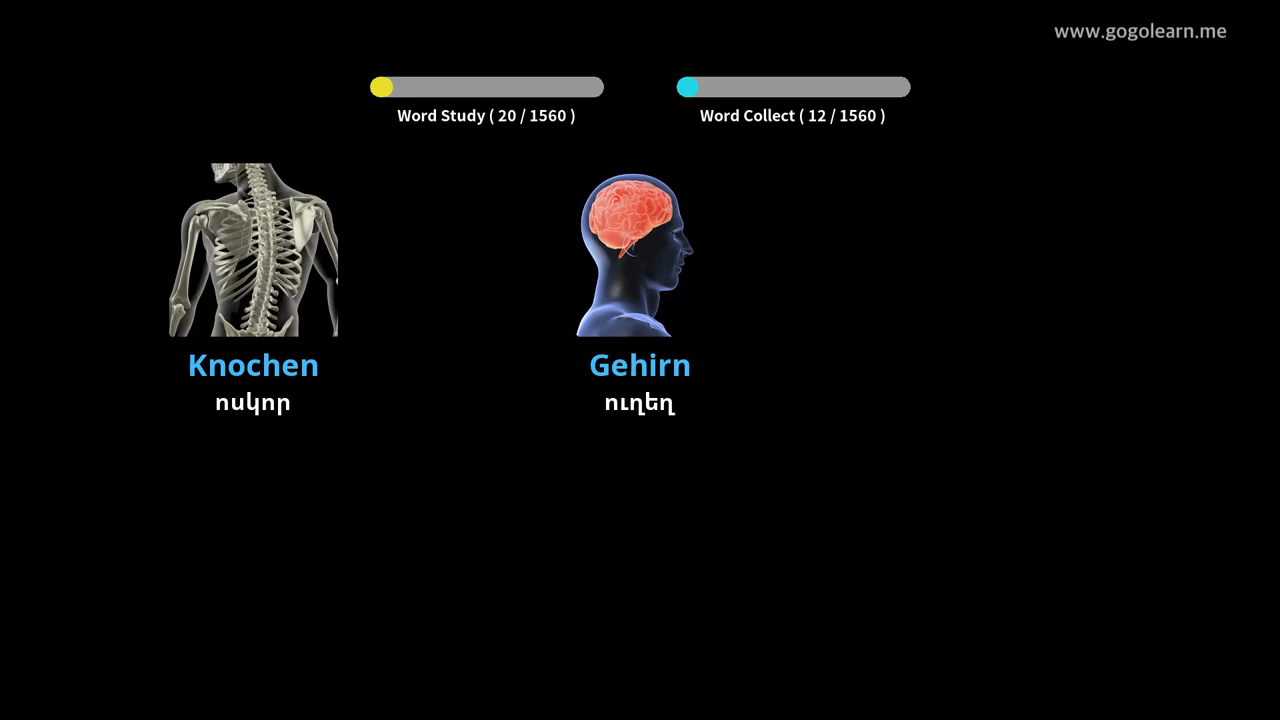 www.gogolearn.me
Word Study ( 20 / 1560 )
Word Collect ( 12 / 1560 )
Knochen
ոսկոր
Gehirn
ուղեղ